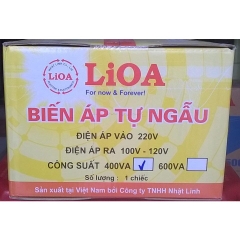 LiOA
LiOA
For now & Forever!
BIẾN ÁP TỰ NGẪU
ĐIỆN ÁP VÀO 220V
ĐIỆN ÁP RA 100V - 120V
CÔNG SUẤT 400VA ✓ 600VA
Số lượng : 1 chiếc
Sản xuất tại Việt Nam bởi Công ty TNHH Nhật Linh